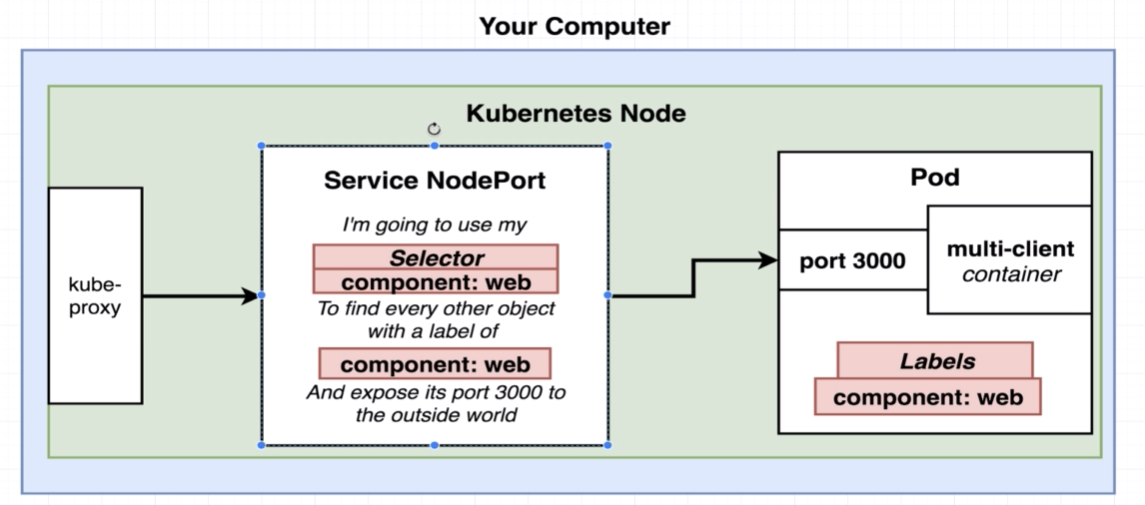 Your Computer
Kubernetes Node
kube-
proxy
Service NodePort
I'm going to use my
Selector
component: web
To find every other object
with a label of
component: web
And expose its port 3000 to
the outside world
Pod
port 3000
multi-client
container
Labels
component: web